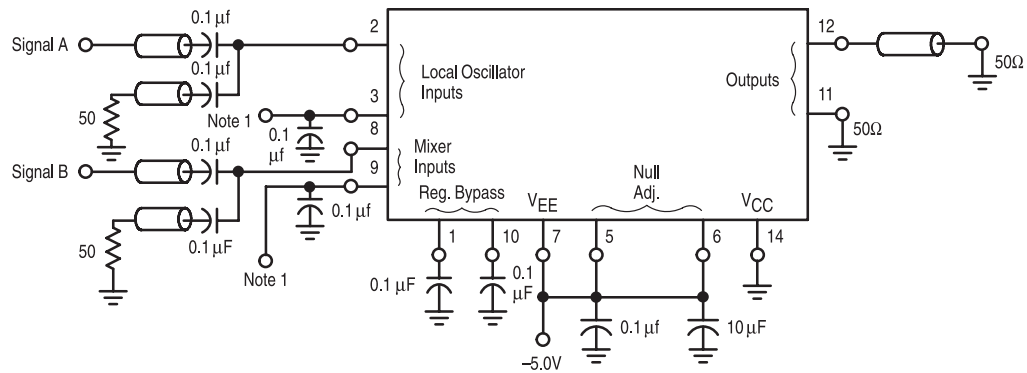 0.1 µf
Signal A
2
12
0.1 µf
50Ω
Local Oscillator
Inputs
Outputs
3
11
50
Note 1
0.1
µf
8
50Ω
0.1 µf
Mixer
Inputs
Signal B
9
Null
Adj.
Reg. Bypass
VEE
VCC
0.1 µf
50
0.1 µF
1
10
7
5
6
14
Note 1
0.1 µF
0.1
µF
0.1 µf
10 µF
–5.0V